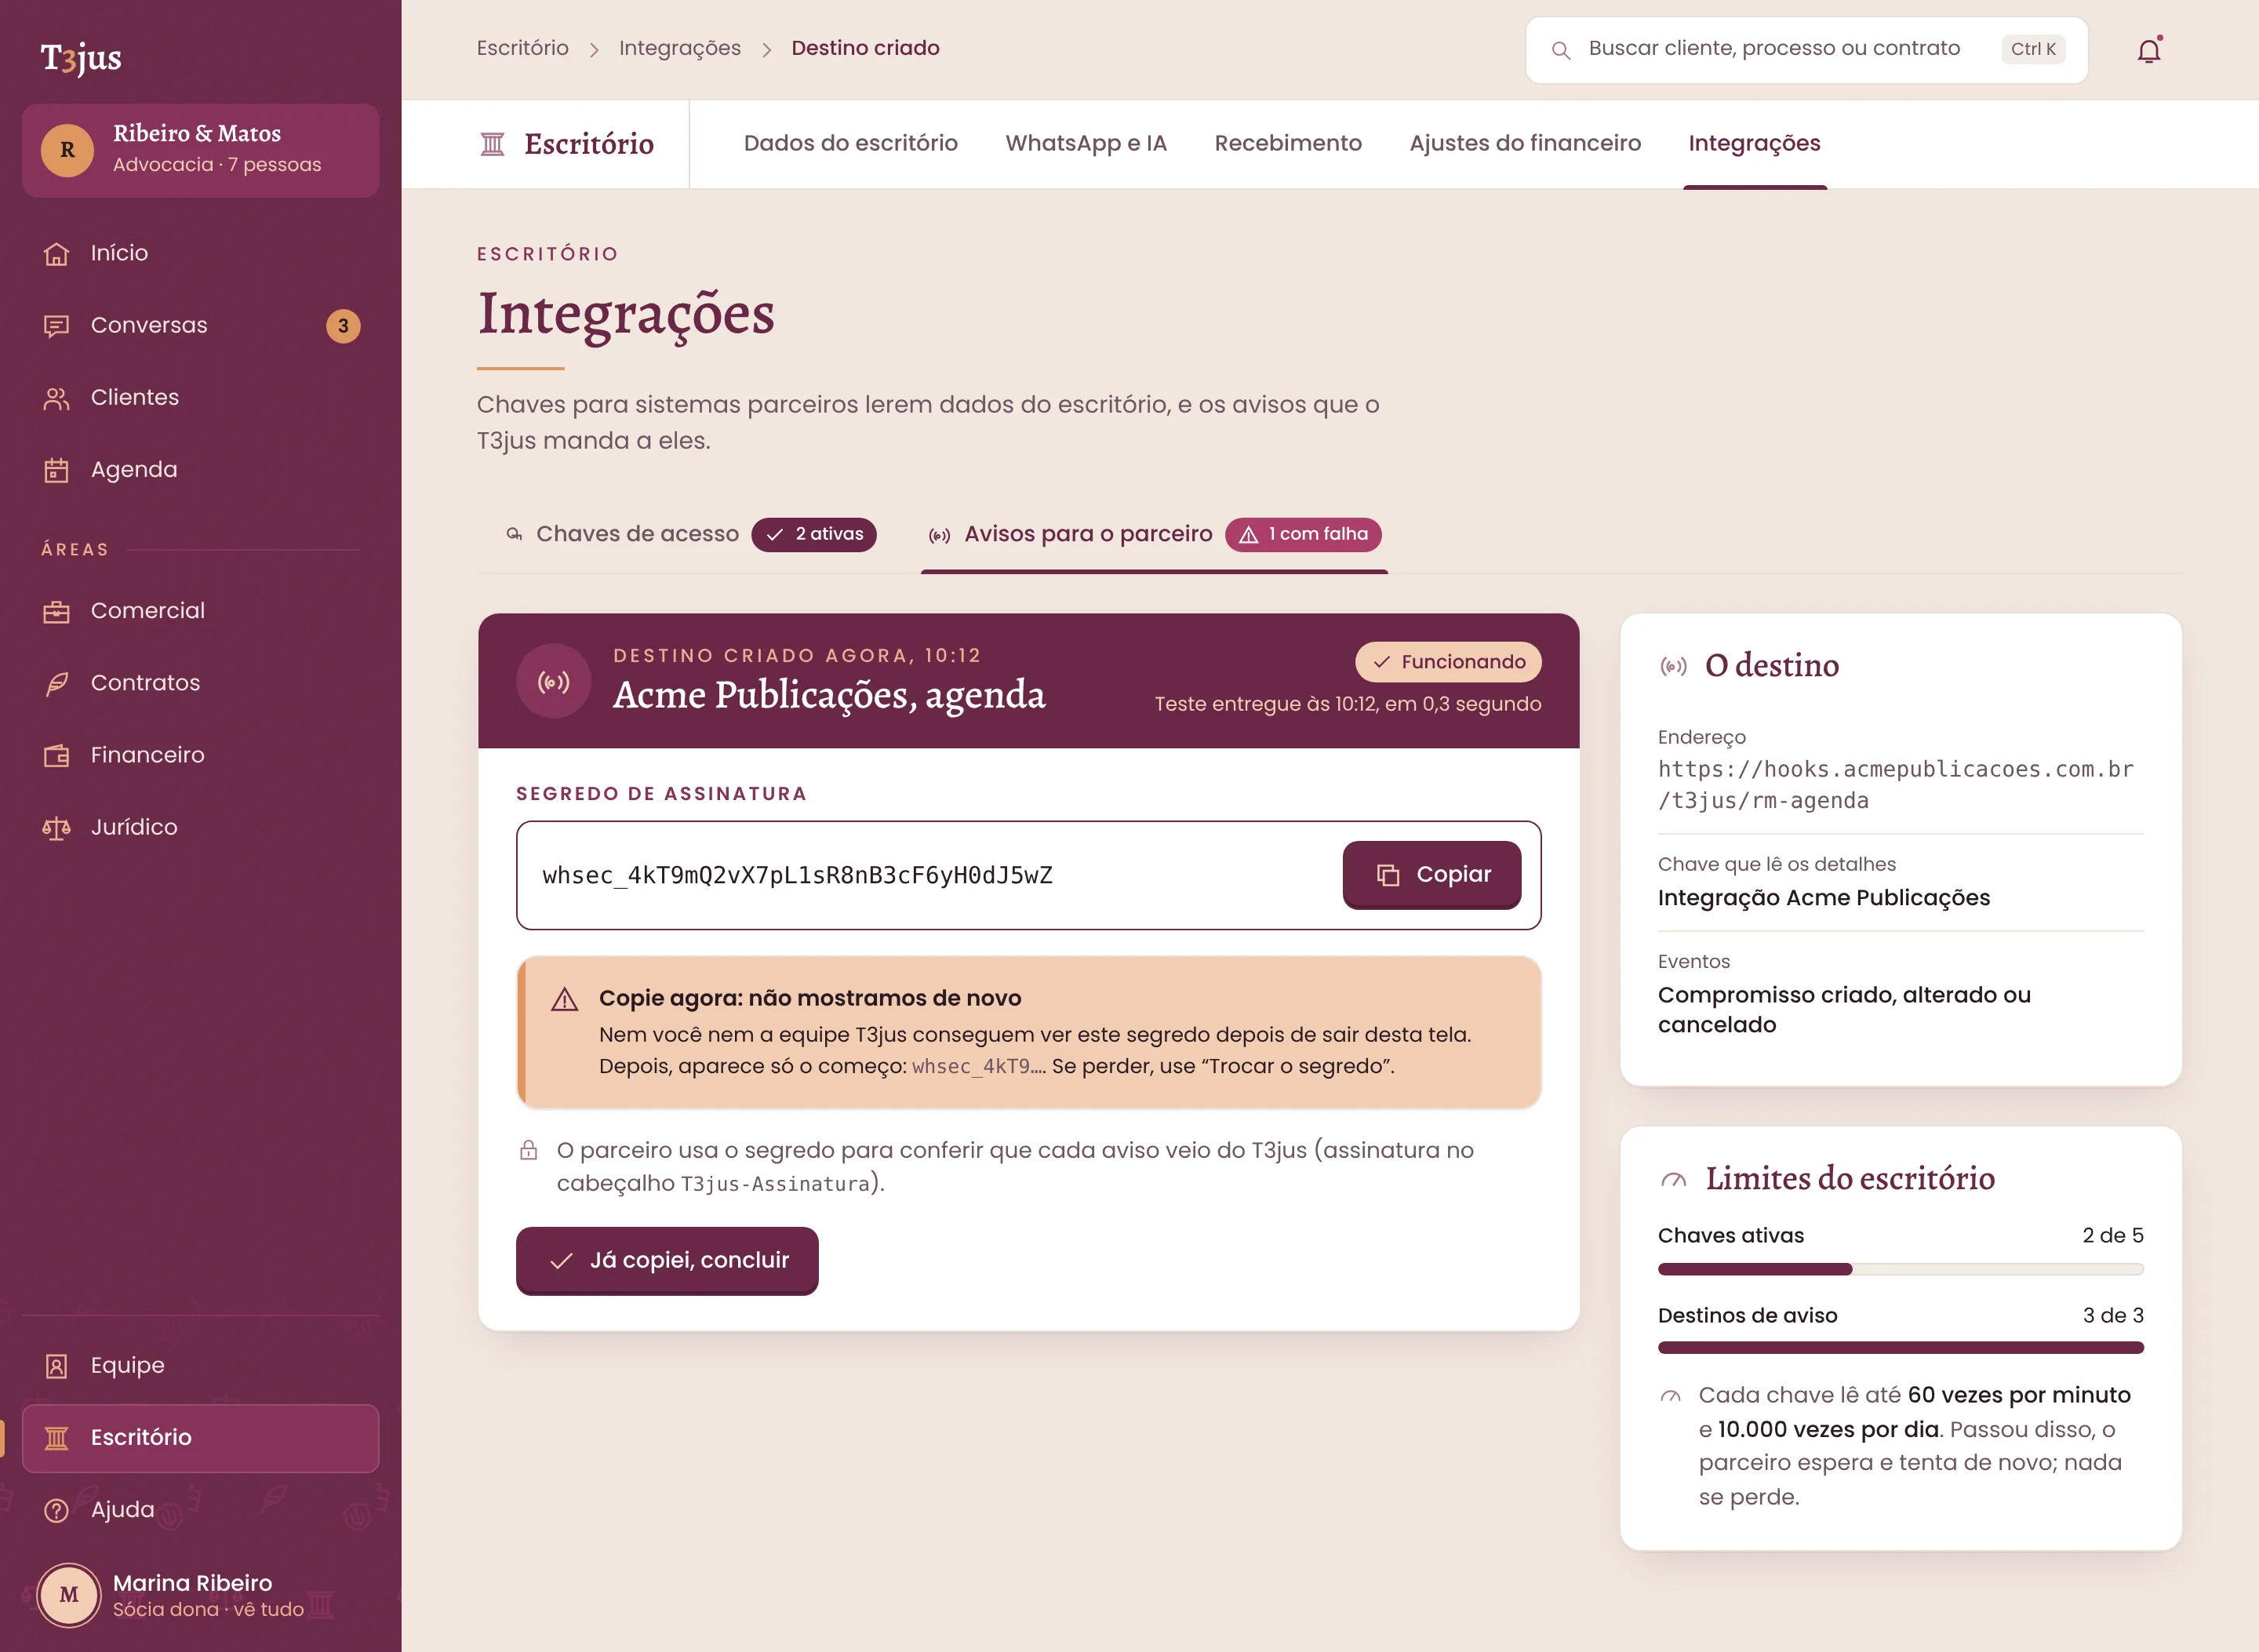 T3jus
Ribeiro & Matos
Advocacia · 7 pessoas
Início
Conversas
3
Clientes
Agenda
ÁREAS
Comercial
Contratos
Financeiro
Jurídico
Equipe
Escritório
Ajuda
M
Marina Ribeiro
Sócia dona · vê tudo
R
Escritório > Integrações > Destino criado
Buscar cliente, processo ou contrato
Ctrl K
Escritório
Dados do escritório
WhatsApp e IA
Recebimento
Ajustes do financeiro
Integrações
ESCRITÓRIO
Integrações
Chaves para sistemas parceiros lerem dados do escritório, e os avisos que o
T3jus manda a eles.
Chaves de acesso
2 ativas
Avisos para o parceiro
1 com falha
DESTINO CRIADO AGORA, 10:12
Acme Publicações, agenda
Funcionando
Teste entregue às 10:12, em 0,3 segundo
SEGREDO DE ASSINATURA
whsec_4kT9mQ2vX7pL1sR8nB3cF6yH0dJ5wZ
Copiar
Copie agora: não mostramos de novo
Nem você nem a equipe T3jus conseguem ver este segredo depois de sair desta tela.
Depois, aparece só o começo: whsec_4kT9…. Se perder, use “Trocar o segredo”.
O parceiro usa o segredo para conferir que cada aviso veio do T3jus (assinatura no
cabeçalho T3jus-Assinatura).
Já copiei, concluir
O destino
Endereço
https://hooks.acmepublicacoes.com.br
/t3jus/rm-agenda
Chave que lê os detalhes
Integração Acme Publicações
Eventos
Compromisso criado, alterado ou
cancelado
Limites do escritório
Chaves ativas
2 de 5
Destinos de aviso
3 de 3
Cada chave lê até 60 vezes por minuto
e 10.000 vezes por dia. Passou disso, o
parceiro espera e tenta de novo; nada
se perde.